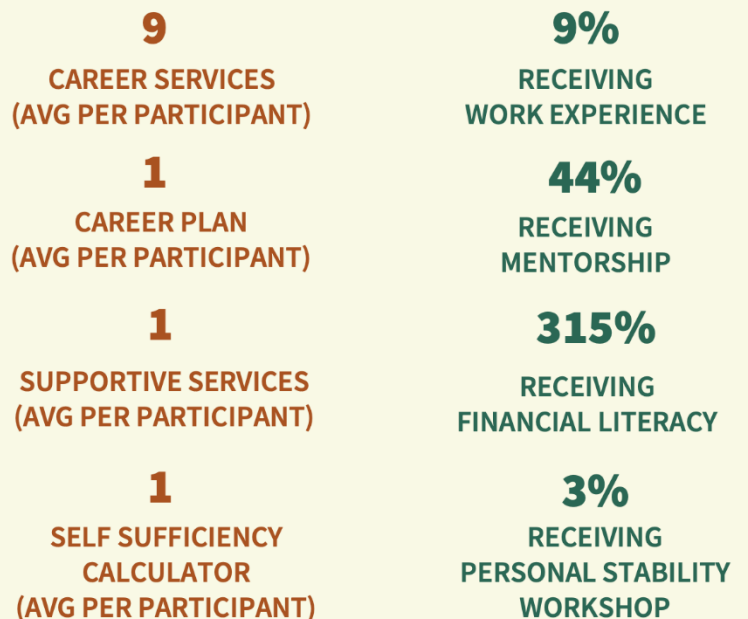 9
CAREER SERVICES
(AVG PER PARTICIPANT)
1
CAREER PLAN
(AVG PER PARTICIPANT)
1
SUPPORTIVE SERVICES
(AVG PER PARTICIPANT)
1
SELF SUFFICIENCY
CALCULATOR
(AVG PER PARTICIPANT)
9%
RECEIVING
WORK EXPERIENCE
44%
RECEIVING
MENTORSHIP
315%
RECEIVING
FINANCIAL LITERACY
3%
RECEIVING
PERSONAL STABILITY
WORKSHOP